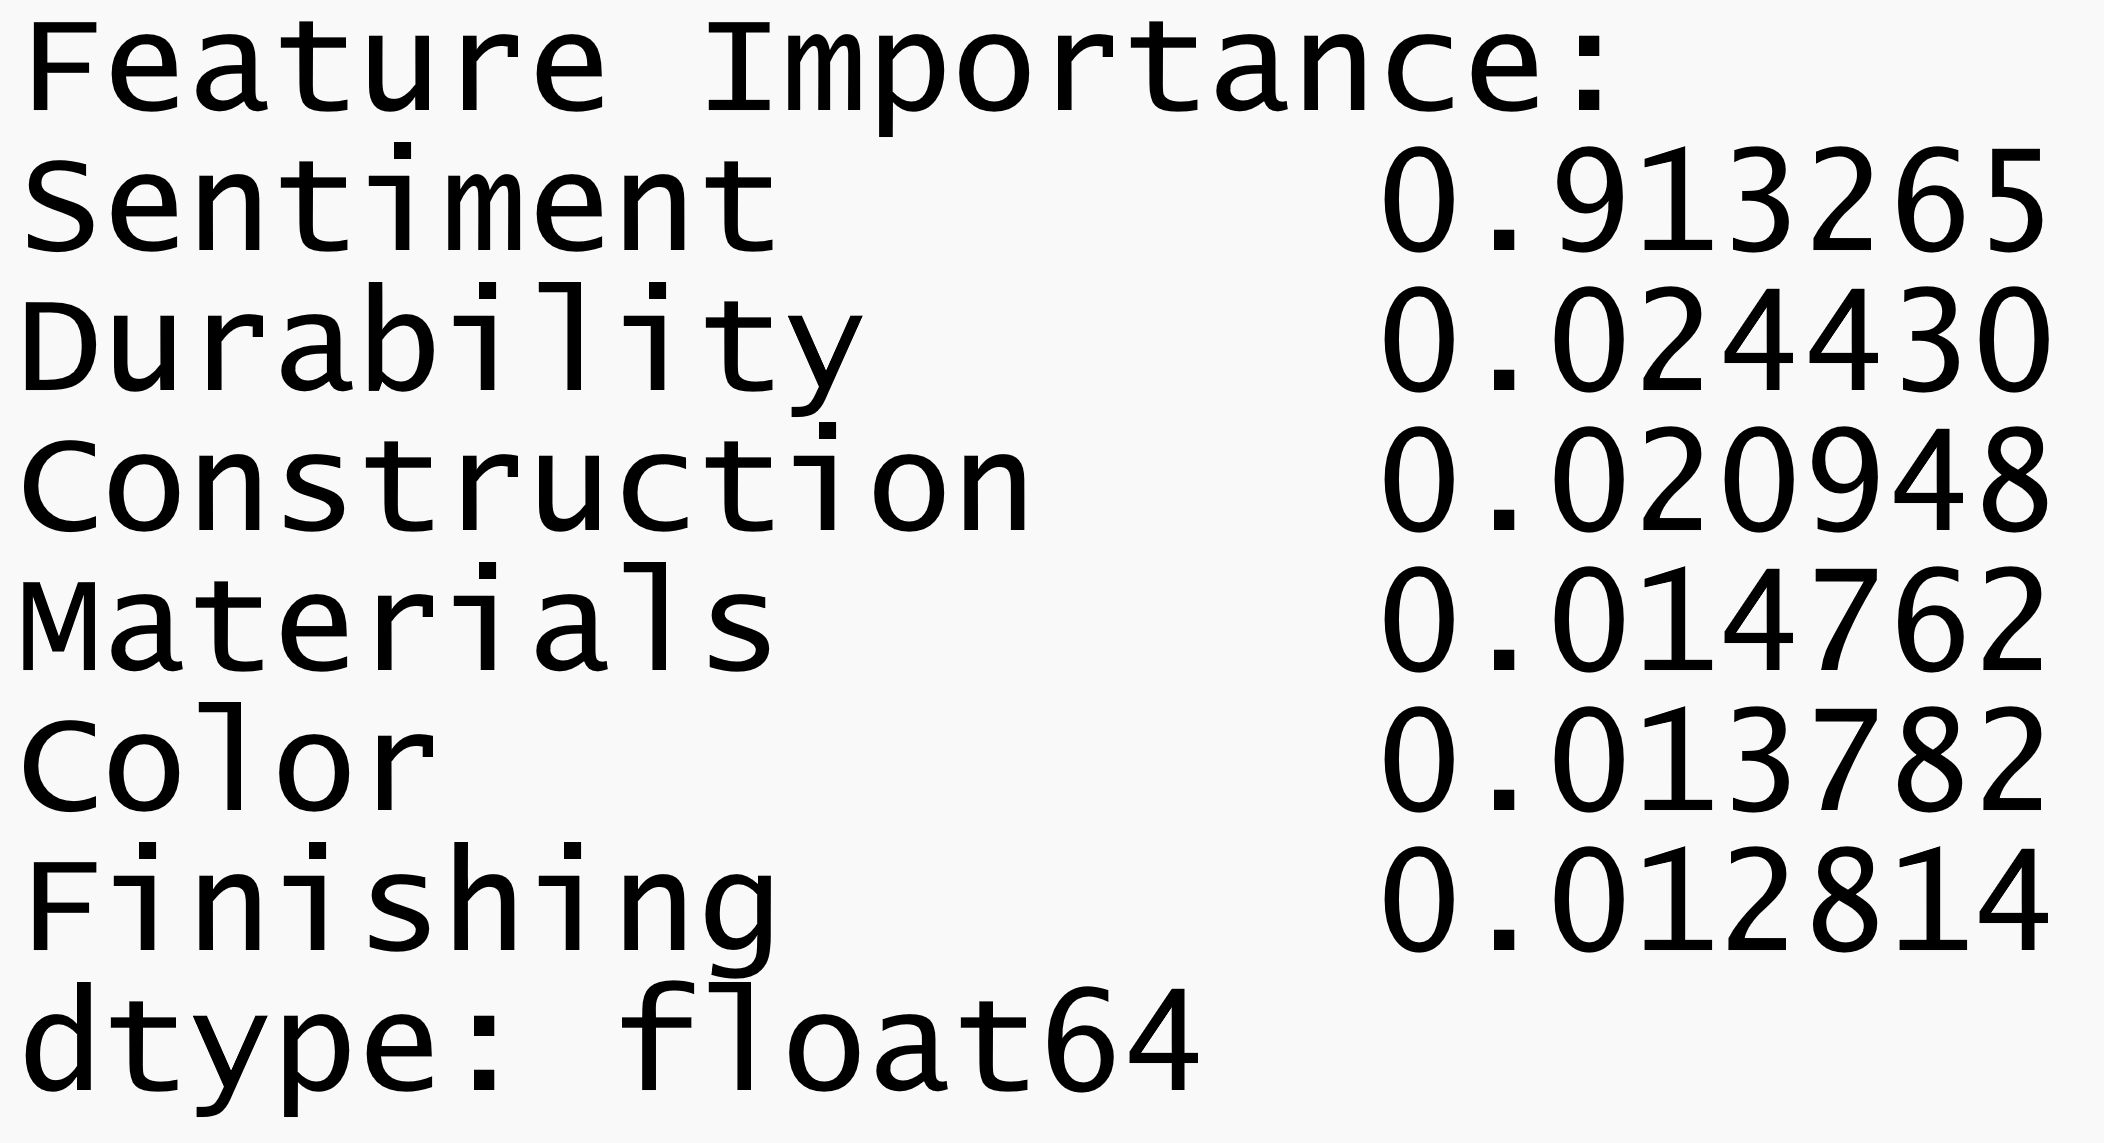 Feature Importance:
Sentiment       0.913265
Durability      0.024430
Construction    0.020948
Materials       0.014762
Color           0.013782
Finishing       0.012814
dtype: float64